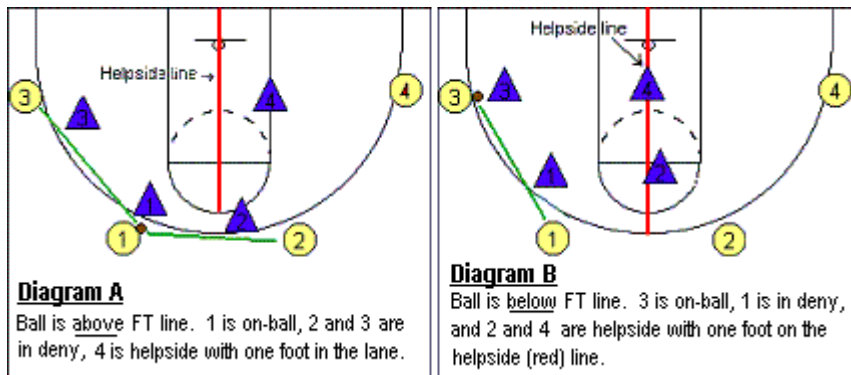 Helpside line
3
3
4
4
1
2
1
2
Diagram A
Ball is above FT line. 1 is on-ball, 2 and 3 are
in deny, 4 is helpside with one foot in the lane.
Helpside line
3
3
4
4
1
2
1
2
Diagram B
Ball is below FT line. 3 is on-ball, 1 is in deny,
and 2 and 4 are helpside with one foot on the
helpside (red) line.